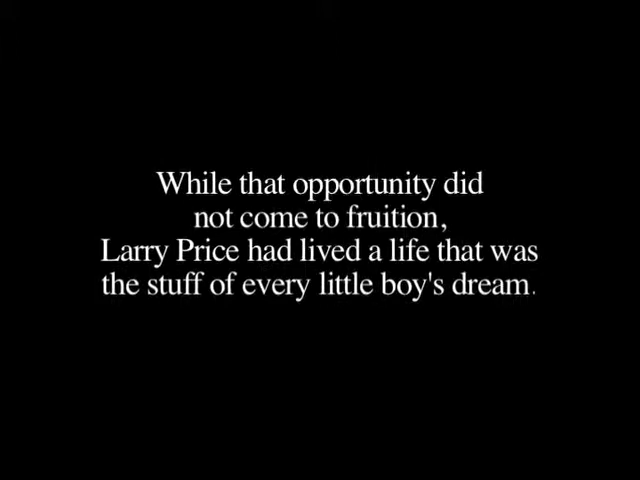 While that opportunity did
not come to fruition,
Larry Price had lived a life that was
the stuff of every little boy's dream.